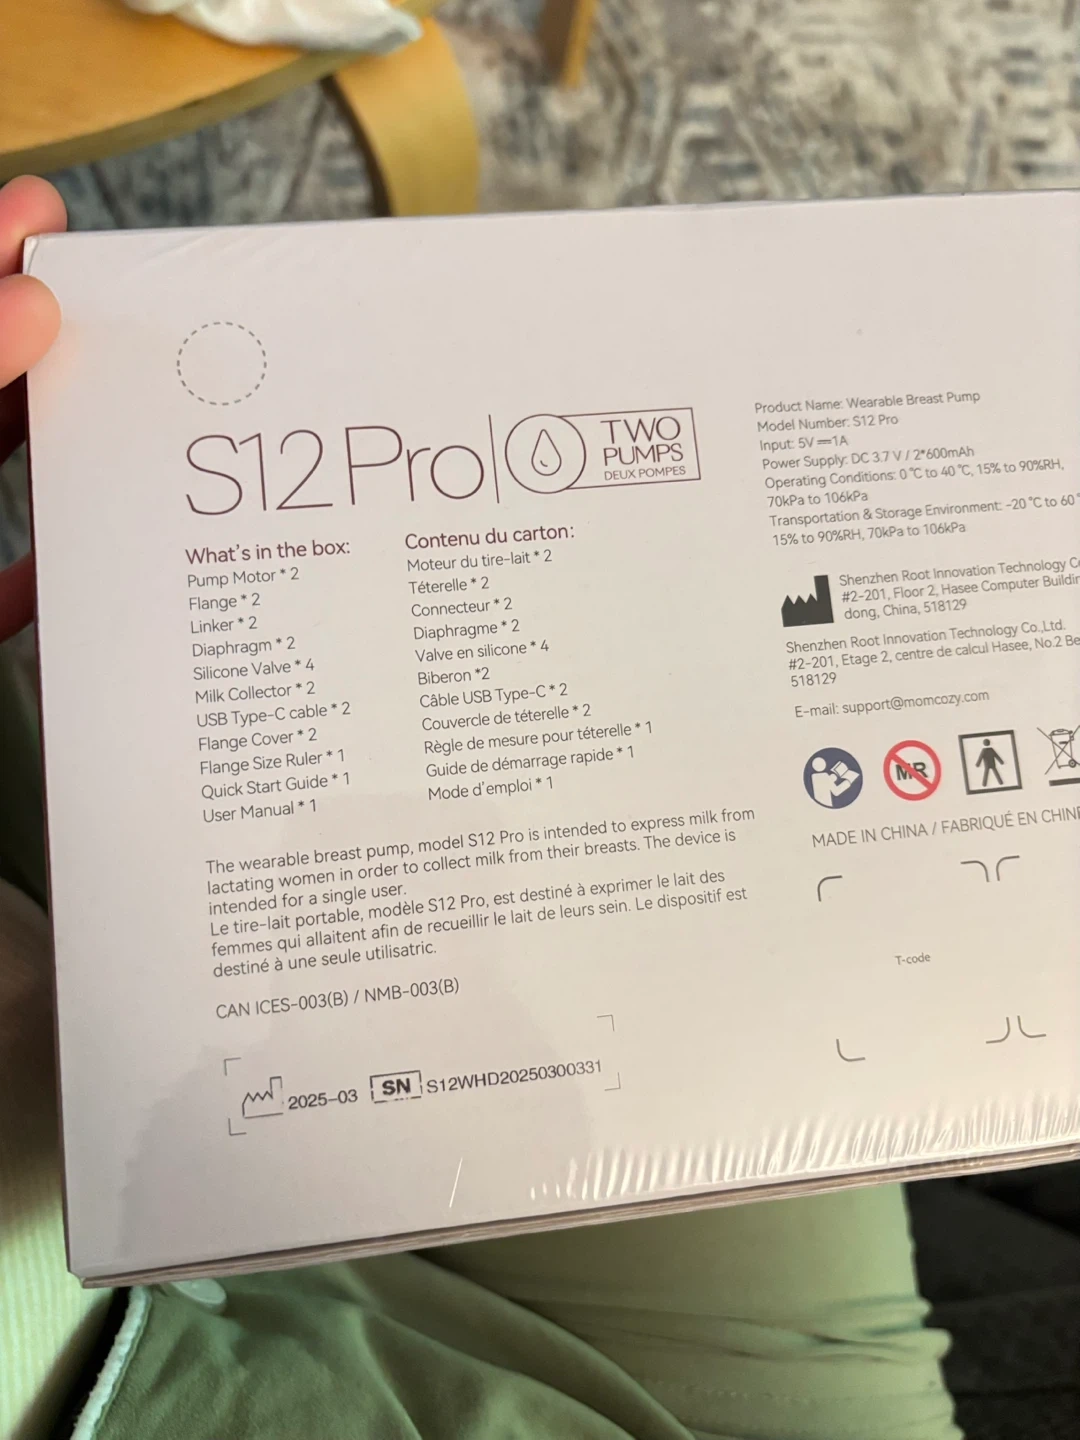 S12 Pro
TWO
PUMPS
DEUX POMPES
What's in the box:
Pump Motor * 2
Flange * 2
Linker * 2
Diaphragm * 2
Silicone Valve * 4
Milk Collector * 2
USB Type-C cable * 2
Flange Cover * 2
Flange Size Ruler * 1
Quick Start Guide * 1
User Manual * 1
Contenu du carton:
Moteur du tire-lait * 2
Téterelle * 2
Connecteur * 2
Diaphragme * 2
Valve en silicone * 4
Biberon *2
Câble USB Type-C * 2
Couvercle de téterelle * 2
Règle de mesure pour téterelle * 1
Guide de démarrage rapide * 1
Mode d'emploi * 1
The wearable breast pump, model S12 Pro is intended to express milk from
lactating women in order to collect milk from their breasts. The device is
intended for a single user.
Le tire-lait portable, modèle S12 Pro, est destiné à exprimer le lait des
femmes qui allaitent afin de recueillir le lait de leurs sein. Le dispositif est
destiné à une seule utilisatric.
CAN ICES-003(B) / NMB-003(B)
2025-03 SN S12WHD20250300331
Product Name: Wearable Breast Pump
Model Number: S12 Pro
Input: 5V ⎓1A
Power Supply: DC 3.7 V / 2*600mAh
Operating Conditions: 0 °C to 40 °C, 15% to 90%RH,
70kPa to 106kPa
Transportation & Storage Environment: -20 °C to 60 °
15% to 90%RH, 70kPa to 106kPa
Shenzhen Root Innovation Technology
#2-201, Floor 2, Hasee Computer
dong, China, 518129
Shenzhen Root Innovation Technology Co.,Ltd.
#2-201, Etage 2, centre de calcul Hasee, No.2
518129
E-mail: support@momcozy.com
MR
MADE IN CHINA / FABRIQUÉ EN CHINE
T-code